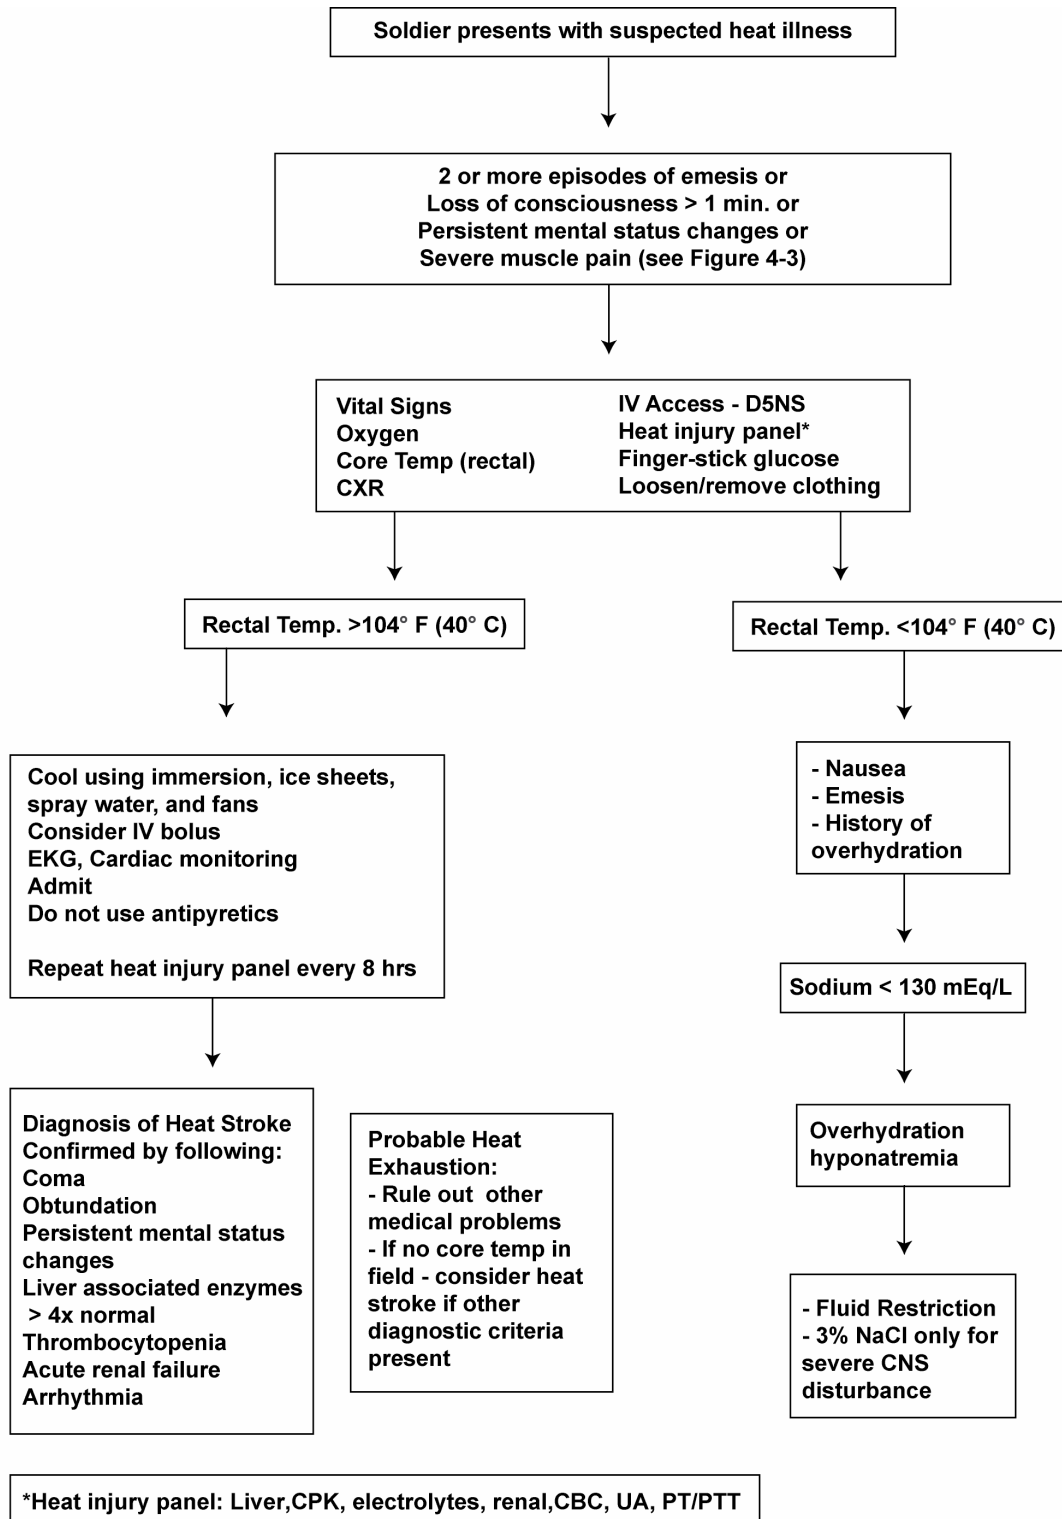 Soldier presents with suspected heat illness
2 or more episodes of emesis or
Loss of consciousness > 1 min. or
Persistent mental status changes or
Severe muscle pain (see Figure 4-3)
Vital Signs
Oxygen
Core Temp (rectal)
CXR
IV Access - D5NS
Heat injury panel*
Finger-stick glucose
Loosen/remove clothing
Rectal Temp. >104° F (40° C)
Rectal Temp. <104° F (40° C)
Cool using immersion, ice sheets,
spray water, and fans
Consider IV bolus
EKG, Cardiac monitoring
Admit
Do not use antipyretics
Repeat heat injury panel every 8 hrs
- Nausea
- Emesis
- History of
overhydration
Sodium < 130 mEq/L
Diagnosis of Heat Stroke
Confirmed by following:
Coma
Obtundation
Persistent mental status
changes
Liver associated enzymes
> 4x normal
Thrombocytopenia
Acute renal failure
Arrhythmia
Probable Heat
Exhaustion:
- Rule out other
medical problems
- If no core temp in
field - consider heat
stroke if other
diagnostic criteria
present
Overhydration
hyponatremia
- Fluid Restriction
- 3% NaCl only for
severe CNS
disturbance
*Heat injury panel: Liver,CPK, electrolytes, renal,CBC, UA, PT/PTT